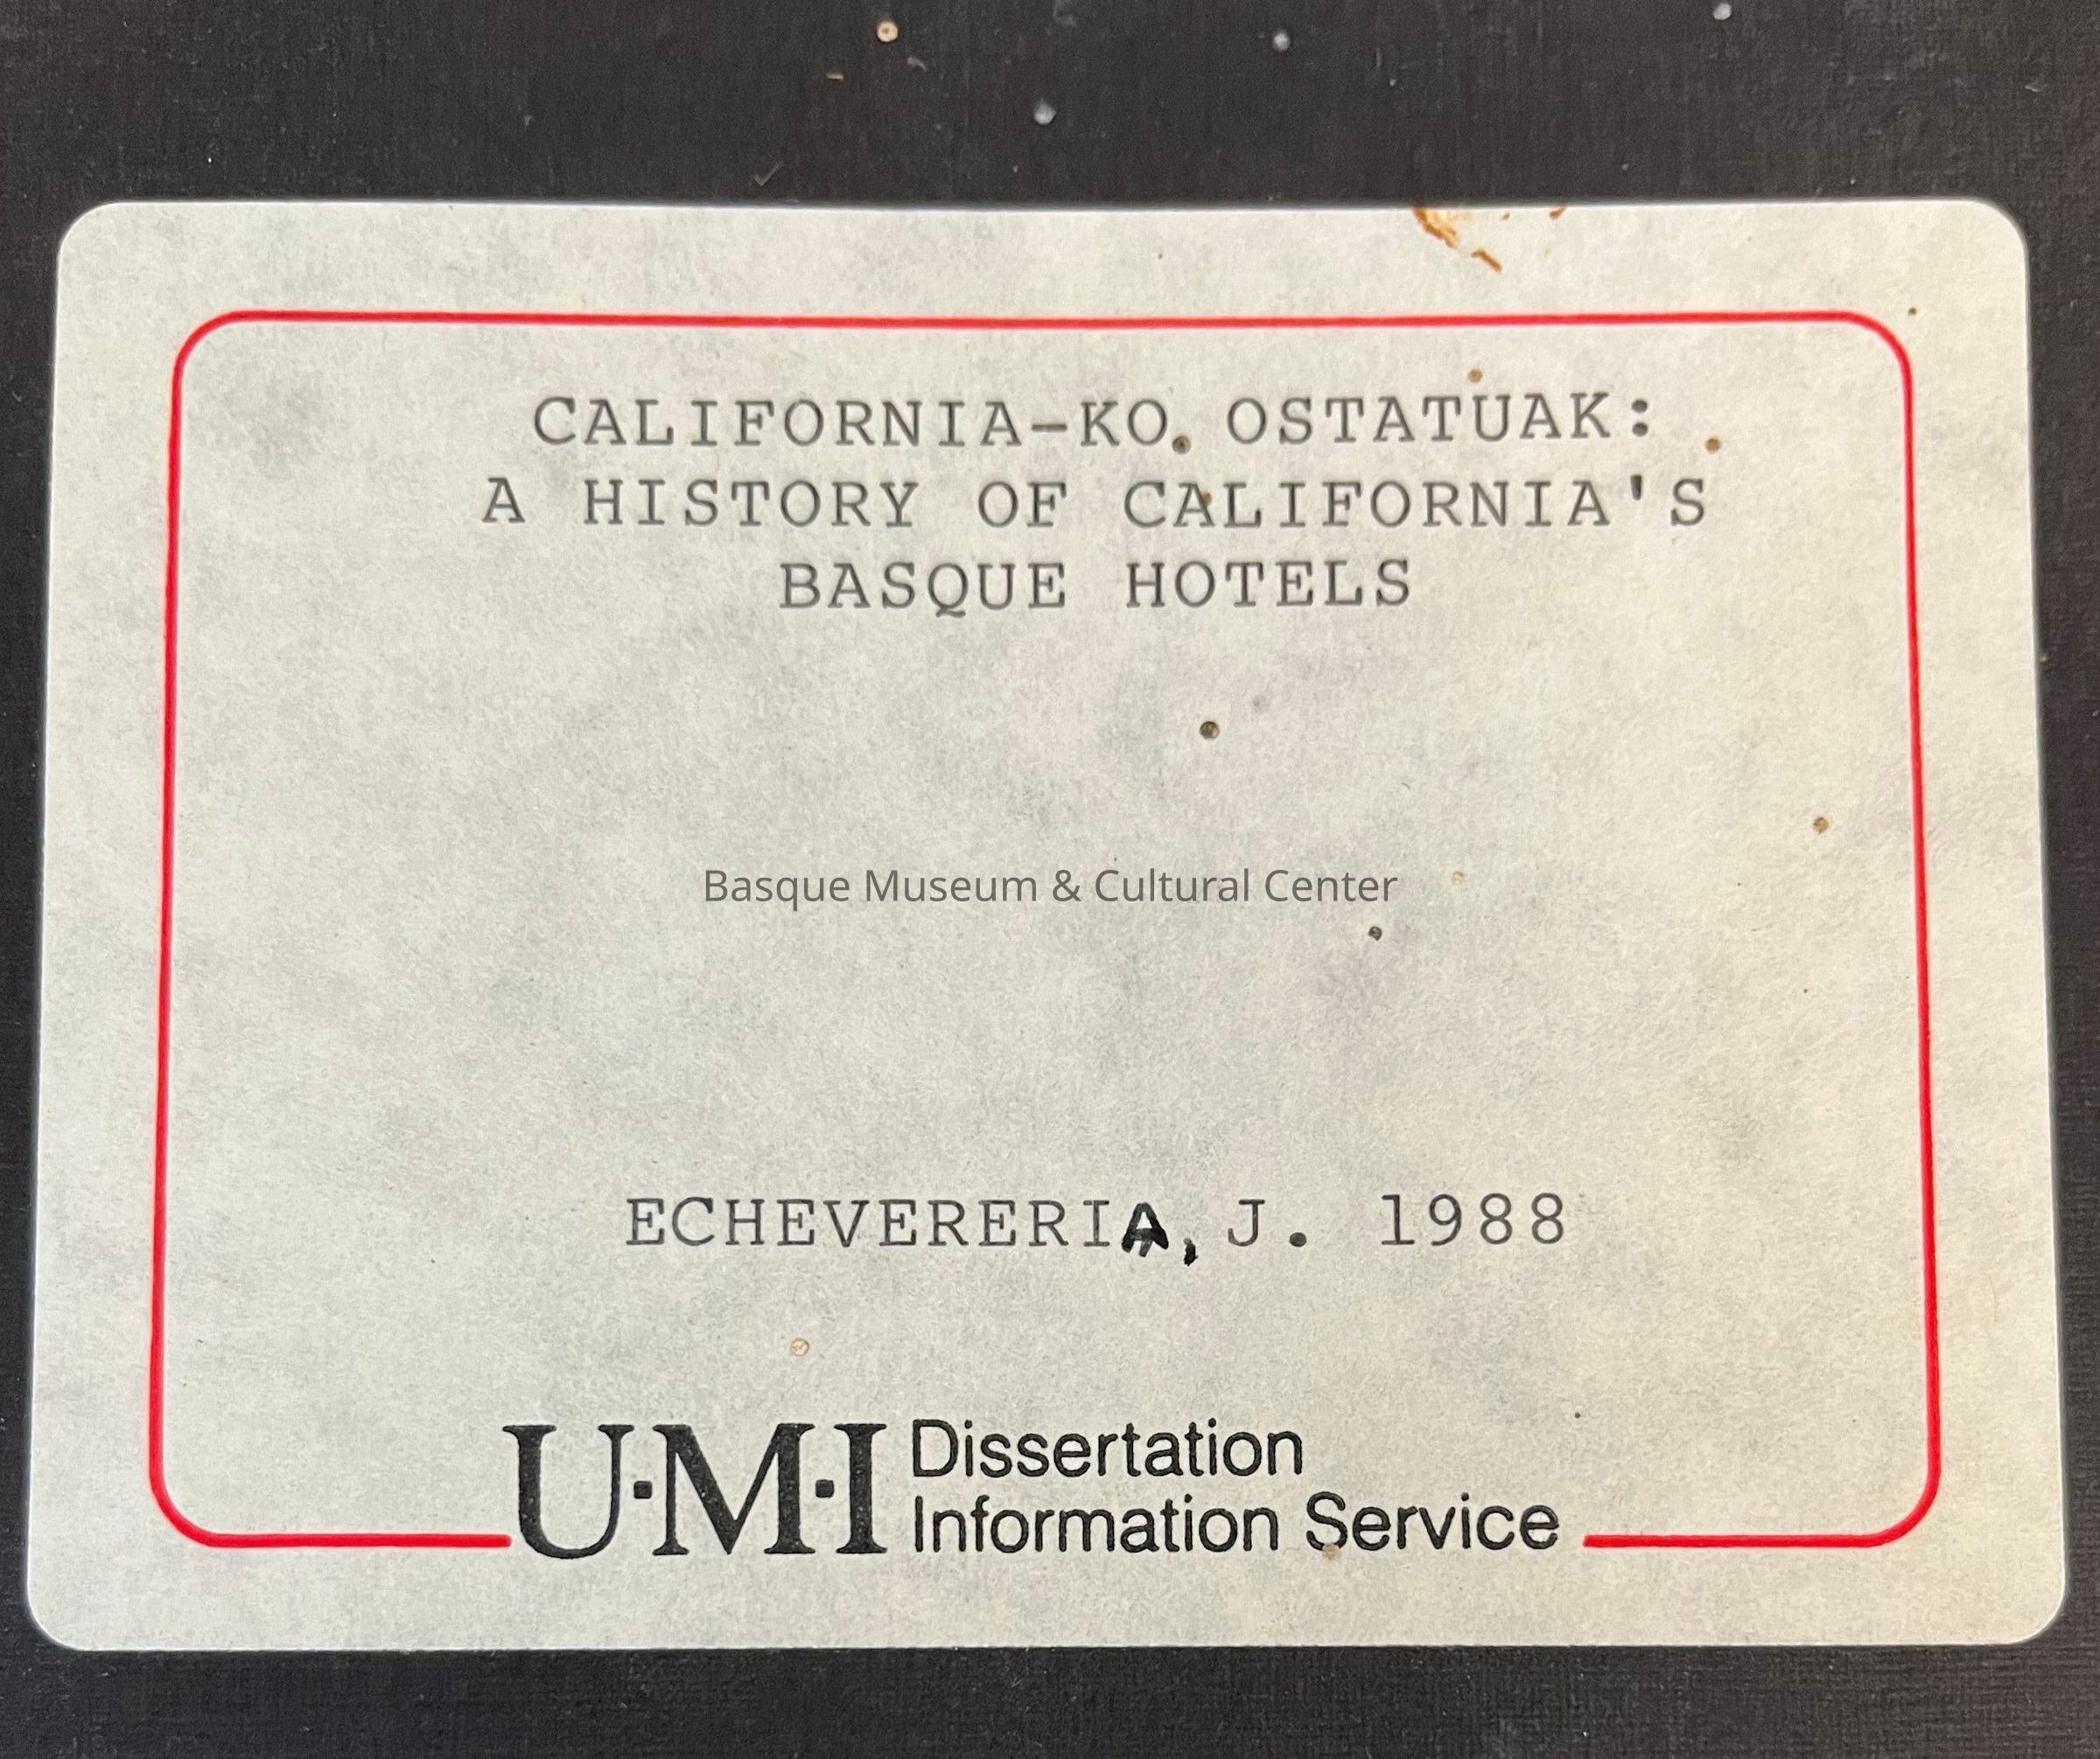 CALIFORNIA-KO OSTATUAK:
A HISTORY OF CALIFORNIA'S
BASQUE HOTELS
Basque Museum & Cultural Center
ECHEVERERIA, J. 1988
U·M·I Dissertation
Information Service